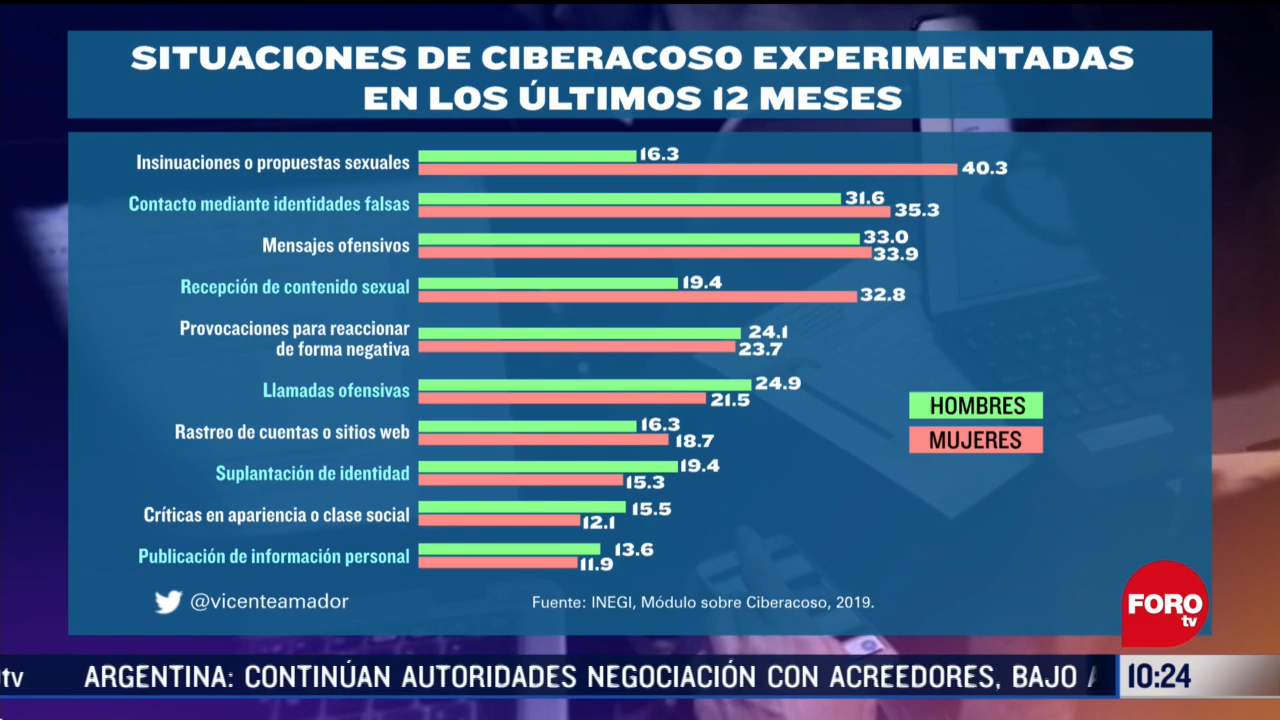 SITUACIONES DE CIBERACOSO EXPERIMENTADAS
EN LOS ÚLTIMOS 12 MESES
Insinuaciones o propuestas sexuales
16.3
40.3
Contacto mediante identidades falsas
31.6
35.3
Mensajes ofensivos
33.0
33.9
Recepción de contenido sexual
19.4
32.8
Provocaciones para reaccionar
de forma negativa
24.1
23.7
Llamadas ofensivas
24.9
21.5
Rastreo de cuentas o sitios web
16.3
18.7
Suplantación de identidad
19.4
15.3
Críticas en apariencia o clase social
15.5
12.1
Publicación de información personal
13.6
11.9
HOMBRES
MUJERES
@vicenteamador
Fuente: INEGI, Módulo sobre Ciberacoso, 2019.
FORO
tv
tv ARGENTINA: CONTINÚAN AUTORIDADES NEGOCIACIÓN CON ACREEDORES, BAJO
10:24